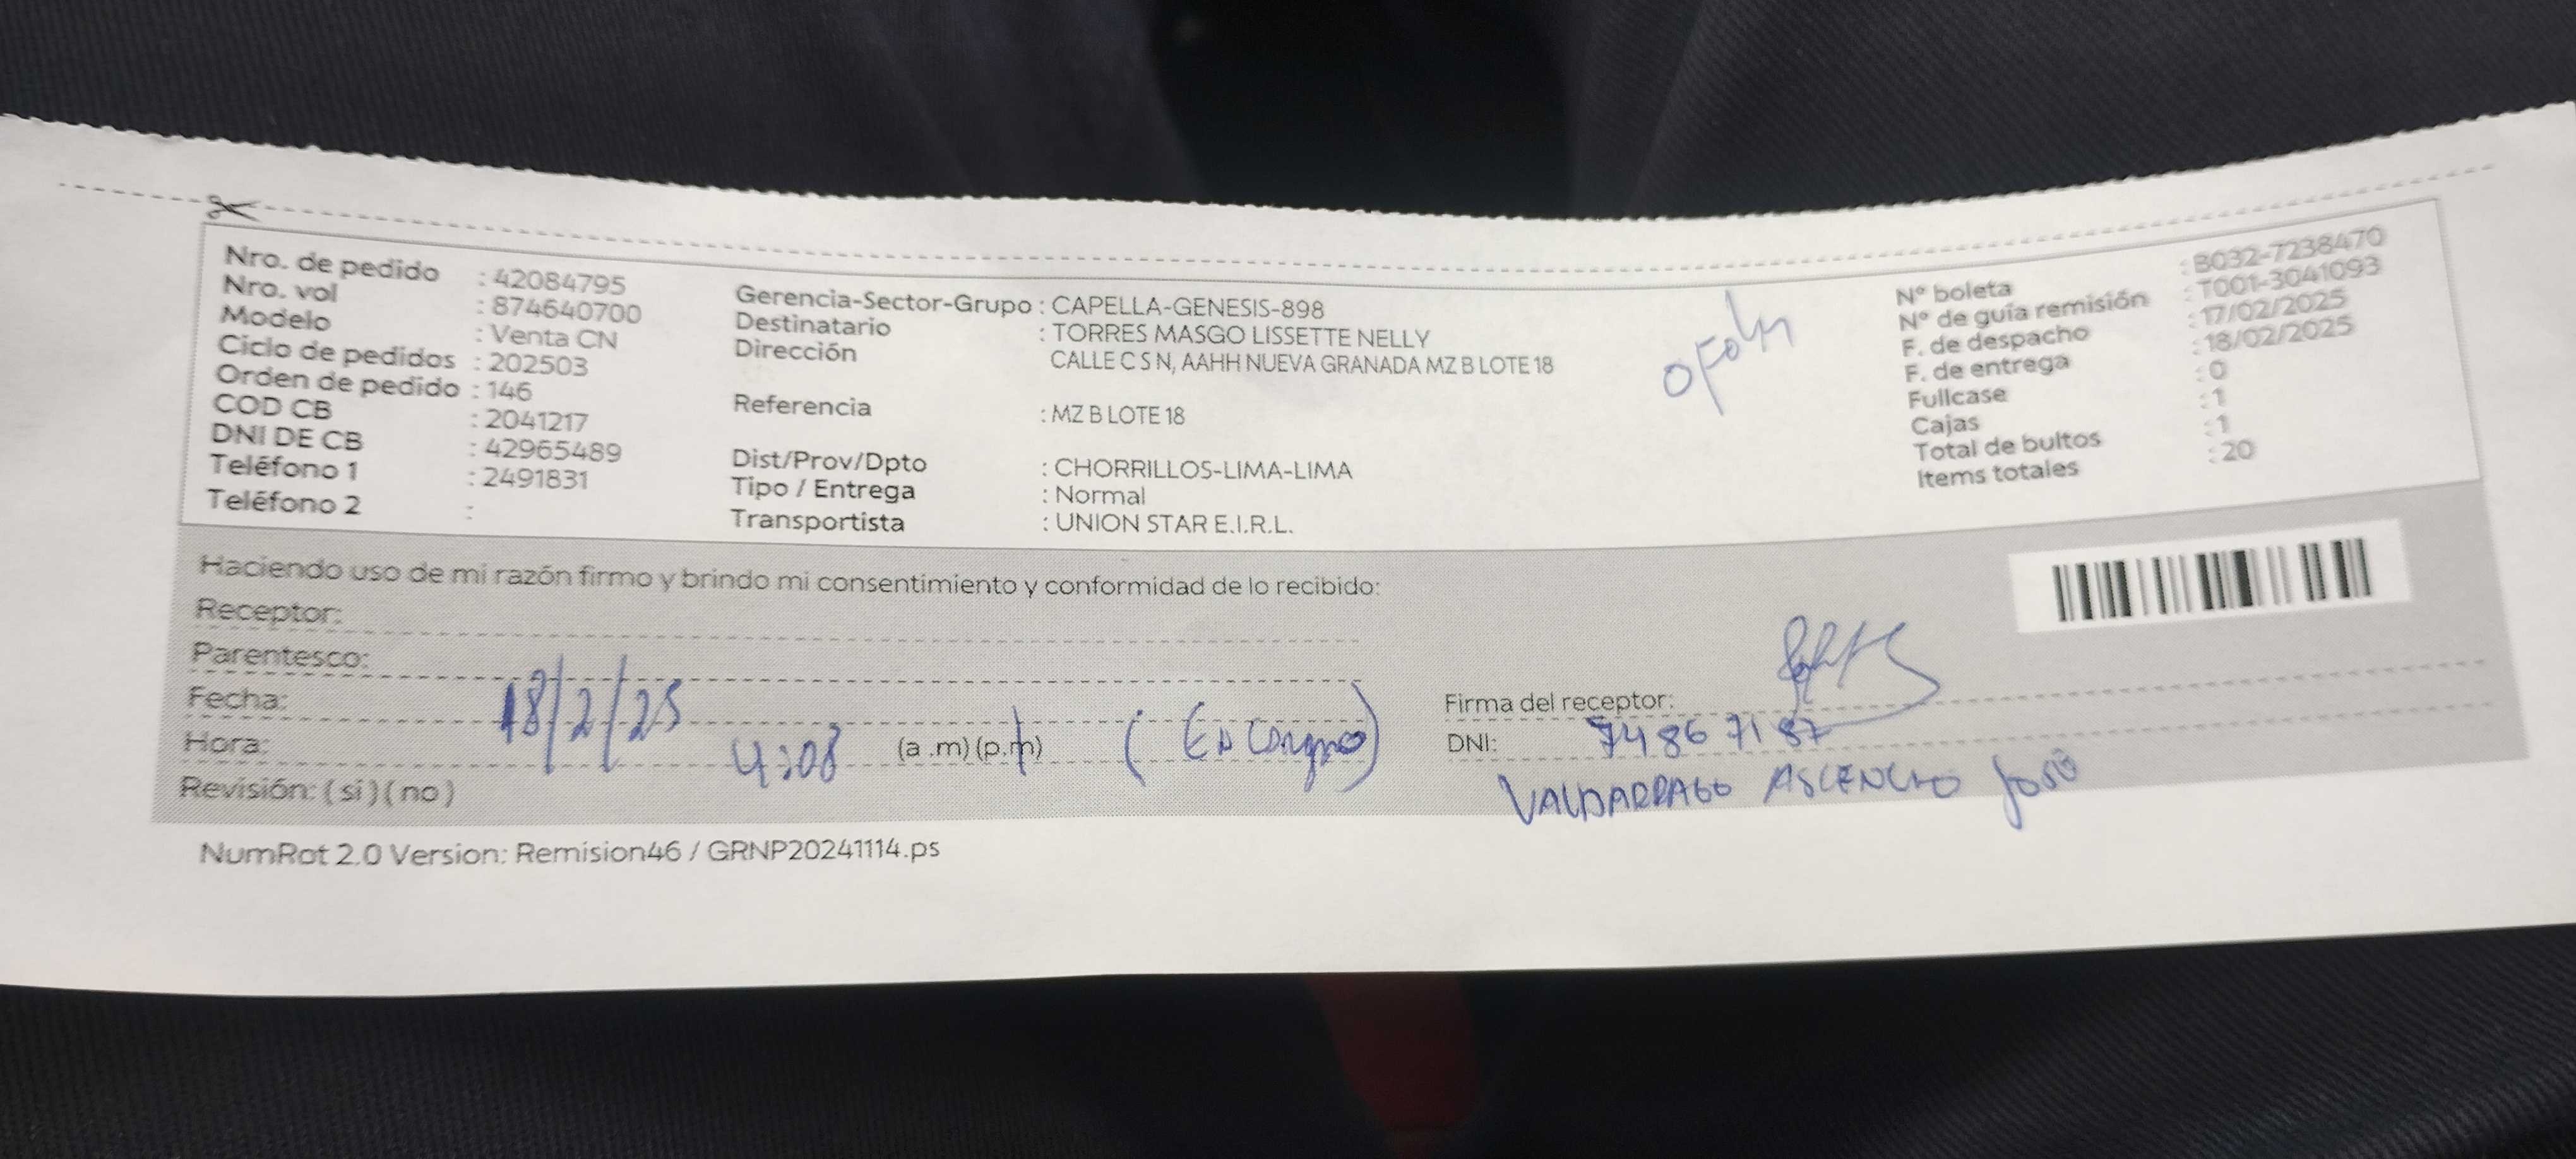 Nro. de pedido : 42084795
Nro. vol : 874640700
Modelo : Venta CN
Ciclo de pedidos : 202503
Orden de pedido : 146
COD CB : 2041217
DNI DE CB : 42965489
Teléfono 1 : 2491831
Teléfono 2 :
Gerencia-Sector-Grupo : CAPELLA-GENESIS-898
Destinatario : TORRES MASGO LISSETTE NELLY
Dirección CALLE C S N, AAHH NUEVA GRANADA MZ B LOTE 18
Referencia : MZ B LOTE 18
Dist/Prov/Dpto : CHORRILLOS-LIMA-LIMA
Tipo / Entrega : Normal
Transportista : UNION STAR E.I.R.L.
N° boleta : B032-7238470
N° de guía remisión : T001-3041093
F. de despacho : 17/02/2025
F. de entrega : 18/02/2025
Fullcase : 0
Cajas : 1
Total de bultos : 1
Items totales : 20
Haciendo uso de mi razón firmo y brindo mi consentimiento y conformidad de lo recibido:
Receptor:
Parentesco:
Fecha: 18/2/25
Hora: 4:08 (a .m) (p.m)
Revisión: ( si ) ( no )
Firma del receptor:
DNI: 74867187
ASCENCIO José
NumRot 2.0 Version: Remision46 / GRNP20241114.ps